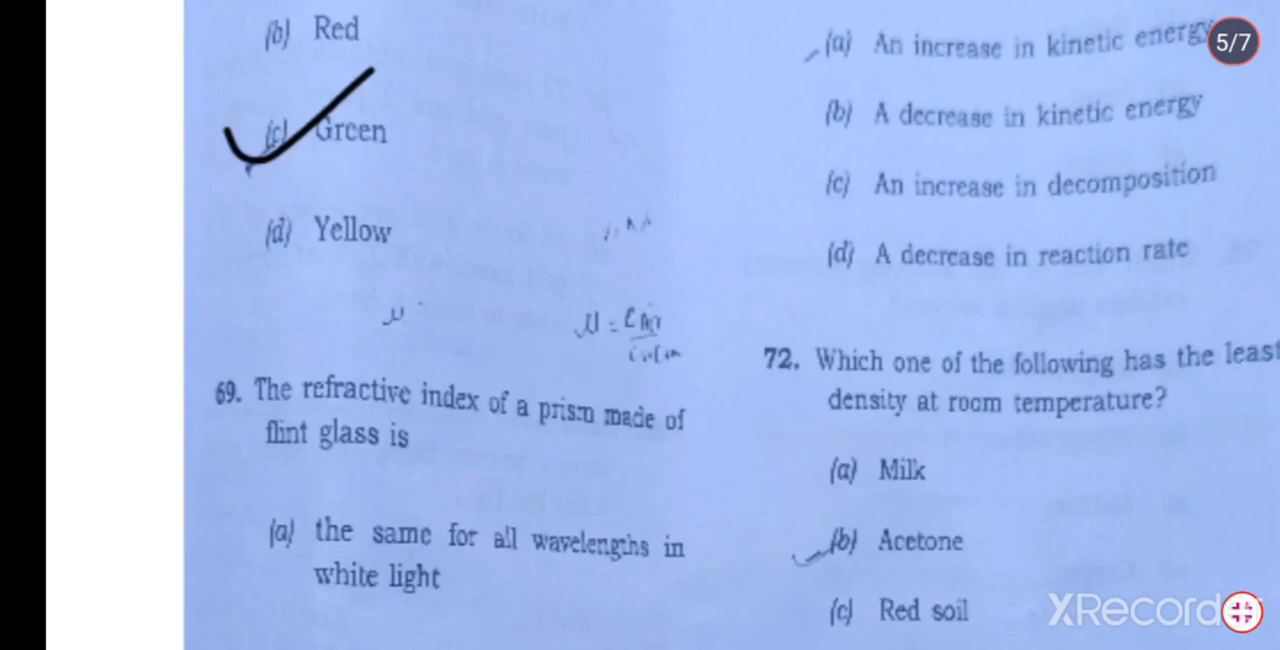 (b) Red
(c) Green
(d) Yellow
69. The refractive index of a prism made of
flint glass is
(a) the same for all wavelengths in
white light
(a) An increase in kinetic energy
(b) A decrease in kinetic energy
(c) An increase in decomposition
(d) A decrease in reaction rate
72. Which one of the following has the least
density at room temperature?
(a) Milk
(b) Acetone
(c) Red soil
5/7
XRecorder